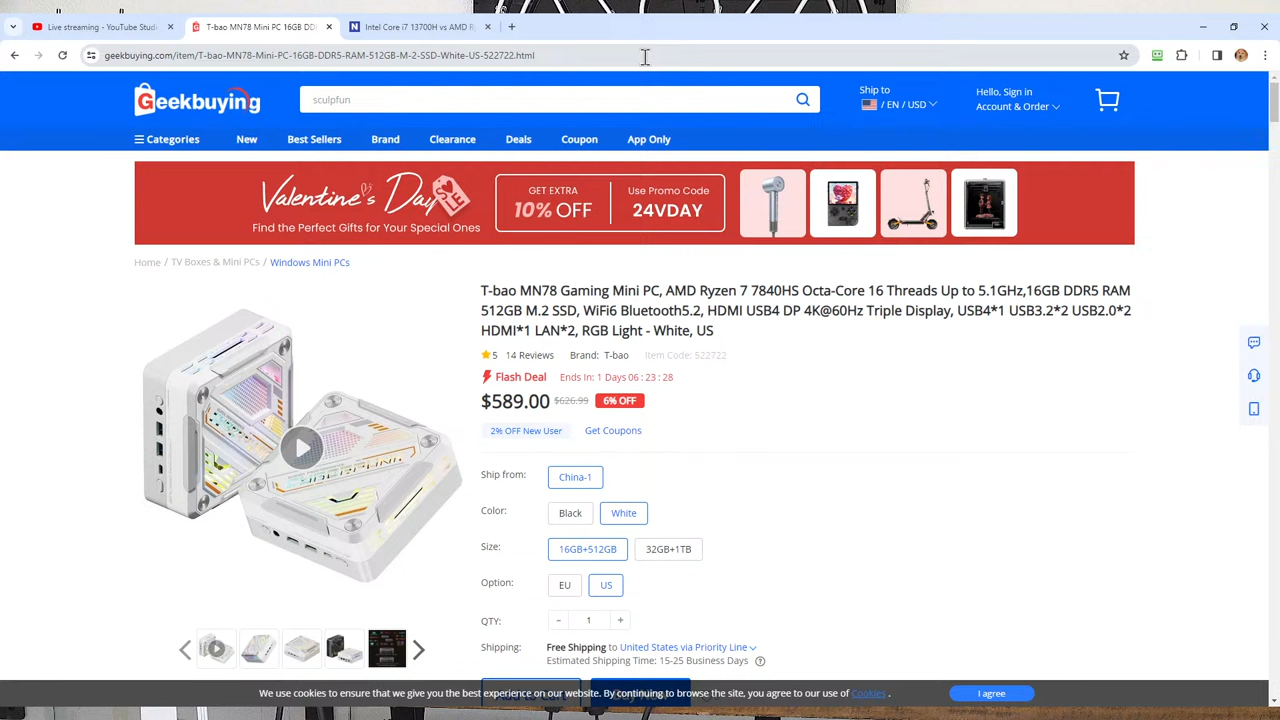 Live streaming - YouTube Studi
T-bao MN78 Mini PC 16GB DD
Intel Core i7 13700H vs AMD R
geekbuying.com/item/T-bao-MN78-Mini-PC-16GB-DDR5-RAM-512GB-M-2-SSD-White-US-522722.html
Geekbuying
sculpfun
Ship to
/ EN / USD
Hello, Sign in
Account & Order
Categories
New
Best Sellers
Brand
Clearance
Deals
Coupon
App Only
Valentine's Day SALE
Find the Perfect Gifts for Your Special Ones
GET EXTRA
10% OFF
Use Promo Code
24VDAY
Home / TV Boxes & Mini PCs / Windows Mini PCs
T-bao MN78 Gaming Mini PC, AMD Ryzen 7 7840HS Octa-Core 16 Threads Up to 5.1GHz,16GB DDR5 RAM
512GB M.2 SSD, WiFi6 Bluetooth5.2, HDMI USB4 DP 4K@60Hz Triple Display, USB4*1 USB3.2*2 USB2.0*2
HDMI*1 LAN*2, RGB Light - White, US
5 14 Reviews Brand: T-bao Item Code: 522722
Flash Deal Ends In: 1 Days 06 : 23 : 28
$589.00 $626.99 6% OFF
2% OFF New User Get Coupons
Ship from: China-1
Color: Black White
Size: 16GB+512GB 32GB+1TB
Option: EU US
QTY: - 1 +
Shipping: Free Shipping to United States via Priority Line
Estimated Shipping Time: 15-25 Business Days
We use cookies to ensure that we give you the best experience on our website. By continuing to browse the site, you agree to our use of Cookies .
I agree